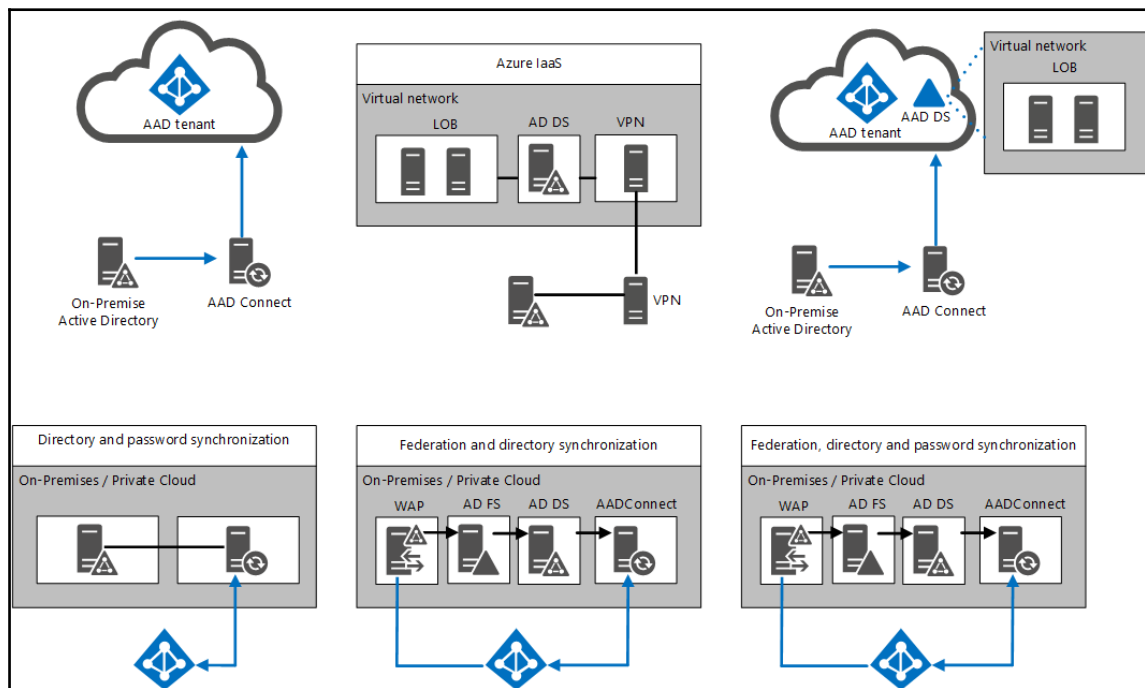 AAD tenant
On-Premise
Active Directory
AAD Connect
Azure IaaS
Virtual network
LOB
AD DS
VPN
VPN
AAD tenant
AAD DS
Virtual network
LOB
On-Premise
Active Directory
AAD Connect
Directory and password synchronization
On-Premises / Private Cloud
Federation and directory synchronization
On-Premises / Private Cloud
WAP
AD FS
AD DS
AADConnect
Federation, directory and password synchronization
On-Premises / Private Cloud
WAP
AD FS
AD DS
AADConnect